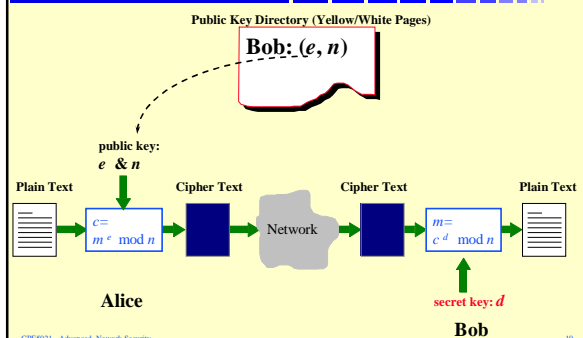 Public Key Directory (Yellow/White Pages)
Bob: (e, n)
public key:
e & n
Plain Text
Cipher Text
Cipher Text
Plain Text
c=
m^e mod n
Network
m=
c^d mod n
Alice
secret key: d
Bob